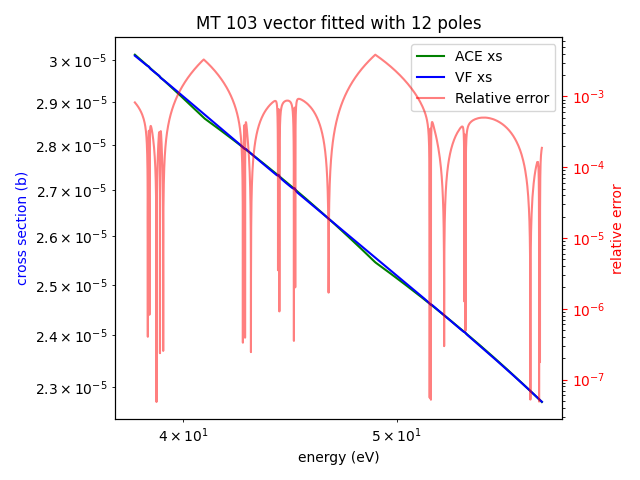 MT 103 vector fitted with 12 poles
ACE xs
VF xs
Relative error
3 × 10⁻⁵
2.9 × 10⁻⁵
2.8 × 10⁻⁵
2.7 × 10⁻⁵
2.6 × 10⁻⁵
2.5 × 10⁻⁵
2.4 × 10⁻⁵
2.3 × 10⁻⁵
cross section (b)
10⁻³
10⁻⁴
10⁻⁵
10⁻⁶
10⁻⁷
relative error
4 × 10¹
5 × 10¹
energy (eV)